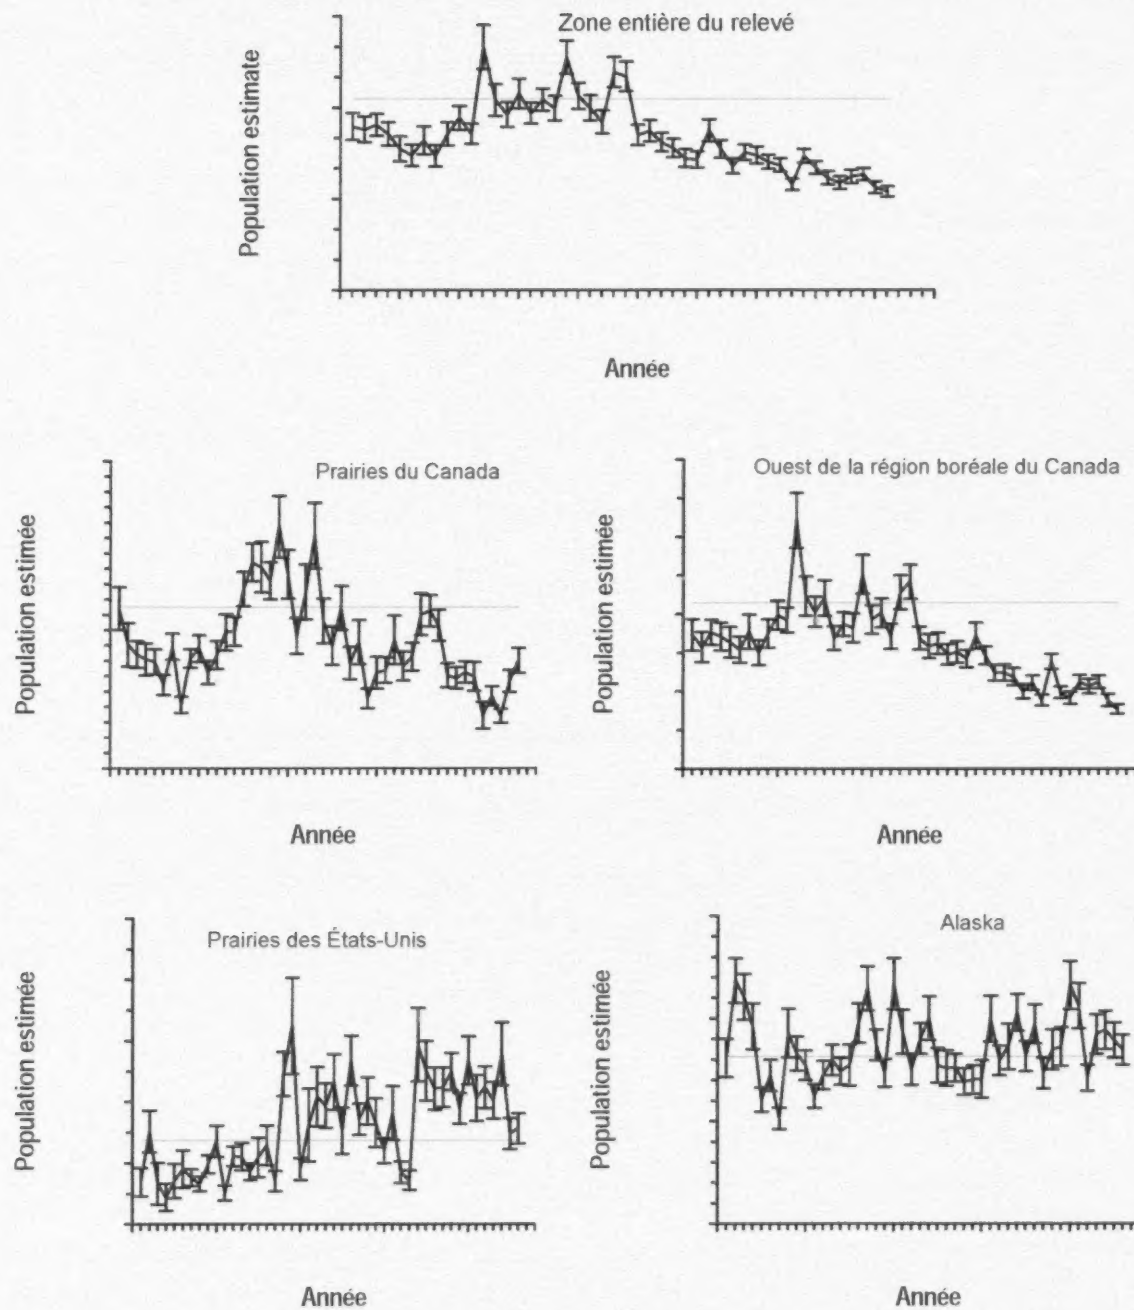 Zone entière du relevé
Population estimate
Année
Prairies du Canada
Population estimée
Année
Ouest de la région boréale du Canada
Population estimée
Année
Prairies des États-Unis
Population estimée
Année
Alaska
Population estimée
Année